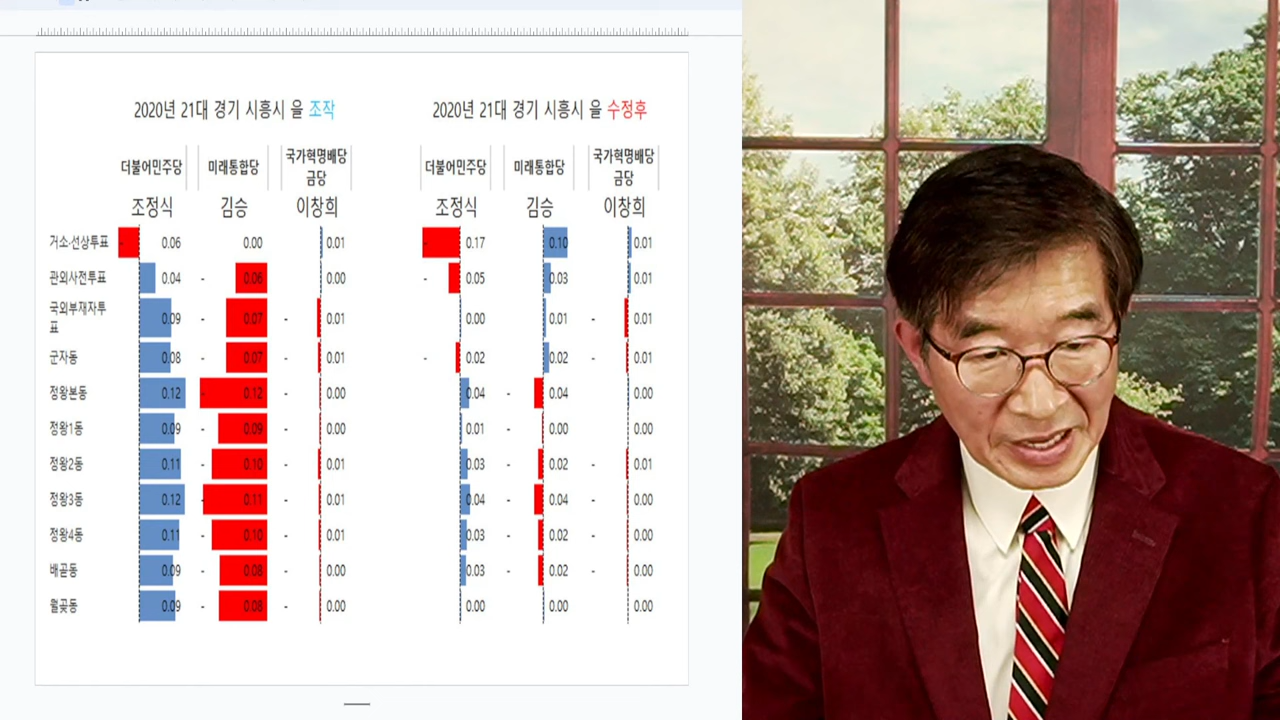 2020년 21대 경기 시흥시 을 조작
더불어민주당 미래통합당 국가혁명배당금당
조정식 김승 이창희
거소·선상투표 - 0.06 0.00 0.01
관외사전투표 0.04 - 0.06 0.00
국외부재자투표 0.09 - 0.07 - 0.01
군자동 0.08 - 0.07 - 0.01
정왕본동 0.12 - 0.12 - 0.00
정왕1동 0.09 - 0.09 - 0.00
정왕2동 0.11 - 0.10 - 0.01
정왕3동 0.12 - 0.11 - 0.01
정왕4동 0.11 - 0.10 - 0.01
배곧동 0.09 - 0.08 - 0.00
월곶동 0.09 - 0.08 - 0.00
2020년 21대 경기 시흥시 을 수정후
더불어민주당 미래통합당 국가혁명배당금당
조정식 김승 이창희
- 0.17 0.10 0.01
- 0.05 0.03 0.01
0.00 0.01 - 0.01
- 0.02 0.02 - 0.01
0.04 - 0.04 - 0.00
0.01 - 0.00 - 0.00
0.03 - 0.02 - 0.01
0.04 - 0.04 - 0.00
0.03 - 0.02 - 0.00
0.03 - 0.02 - 0.00
0.00 - 0.00 - 0.00